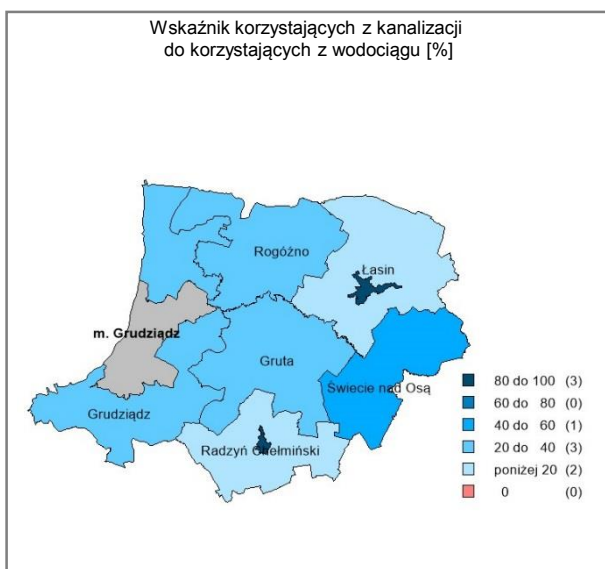 Wskaźnik korzystających z kanalizacji
do korzystających z wodociągu [%]
Rogóźno
Łasin
m. Grudziądz
Gruta
Świecie nad Osą
Grudziądz
Radzyń Chełmiński
80 do 100 (3)
60 do 80 (0)
40 do 60 (1)
20 do 40 (3)
poniżej 20 (2)
0 (0)